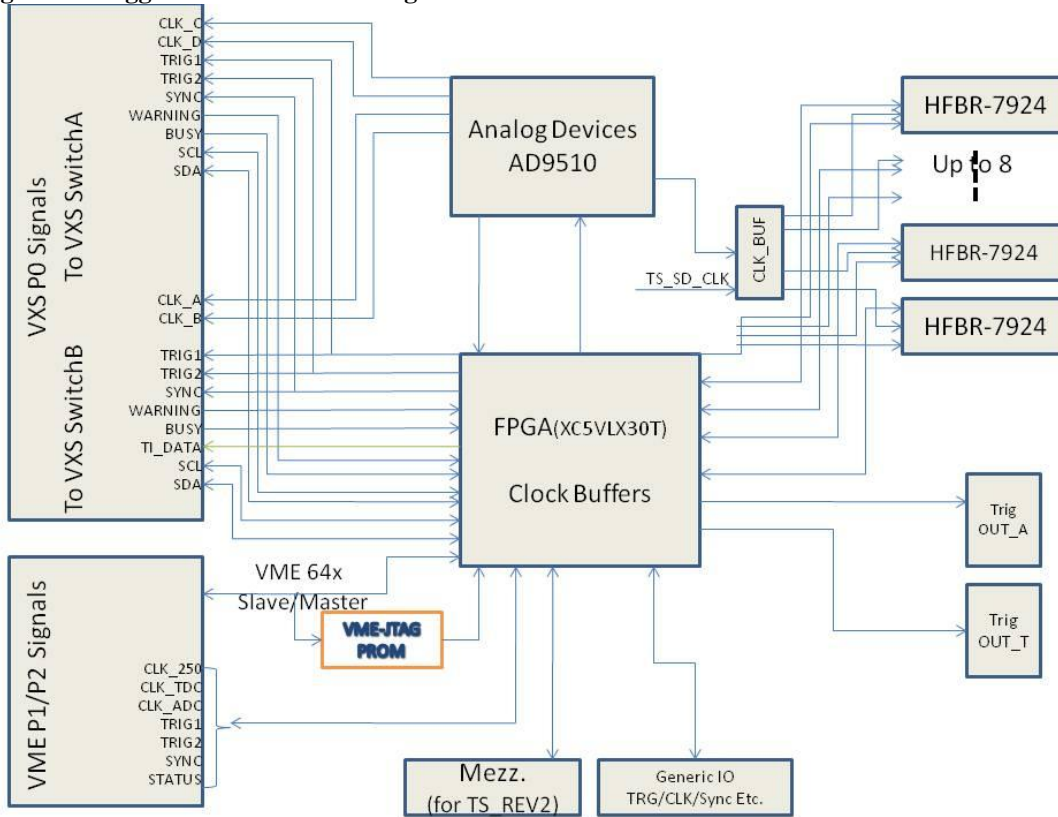 VXS P0 Signals
To VXS SwitchA
To VXS SwitchB
CLK_C
CLK_D
TRIG1
TRIG2
SYNC
WARNING
BUSY
SCL
SDA
CLK_A
CLK_B
TRIG1
TRIG2
SYNC
WARNING
BUSY
TI_DATA
SCL
SDA
Analog Devices
AD9510
CLK_BUF
TS_SD_CLK
HFBR-7924
Up to 8
HFBR-7924
HFBR-7924
FPGA(XC5VLX30T)
Clock Buffers
Trig
OUT_A
Trig
OUT_T
VME P1/P2 Signals
VME 64x
Slave/Master
VME-JTAG
PROM
CLK_250
CLK_TDC
CLK_ADC
TRIG1
TRIG2
SYNC
STATUS
Mezz.
(for TS_REV2)
Generic IO
TRG/CLK/Sync Etc.